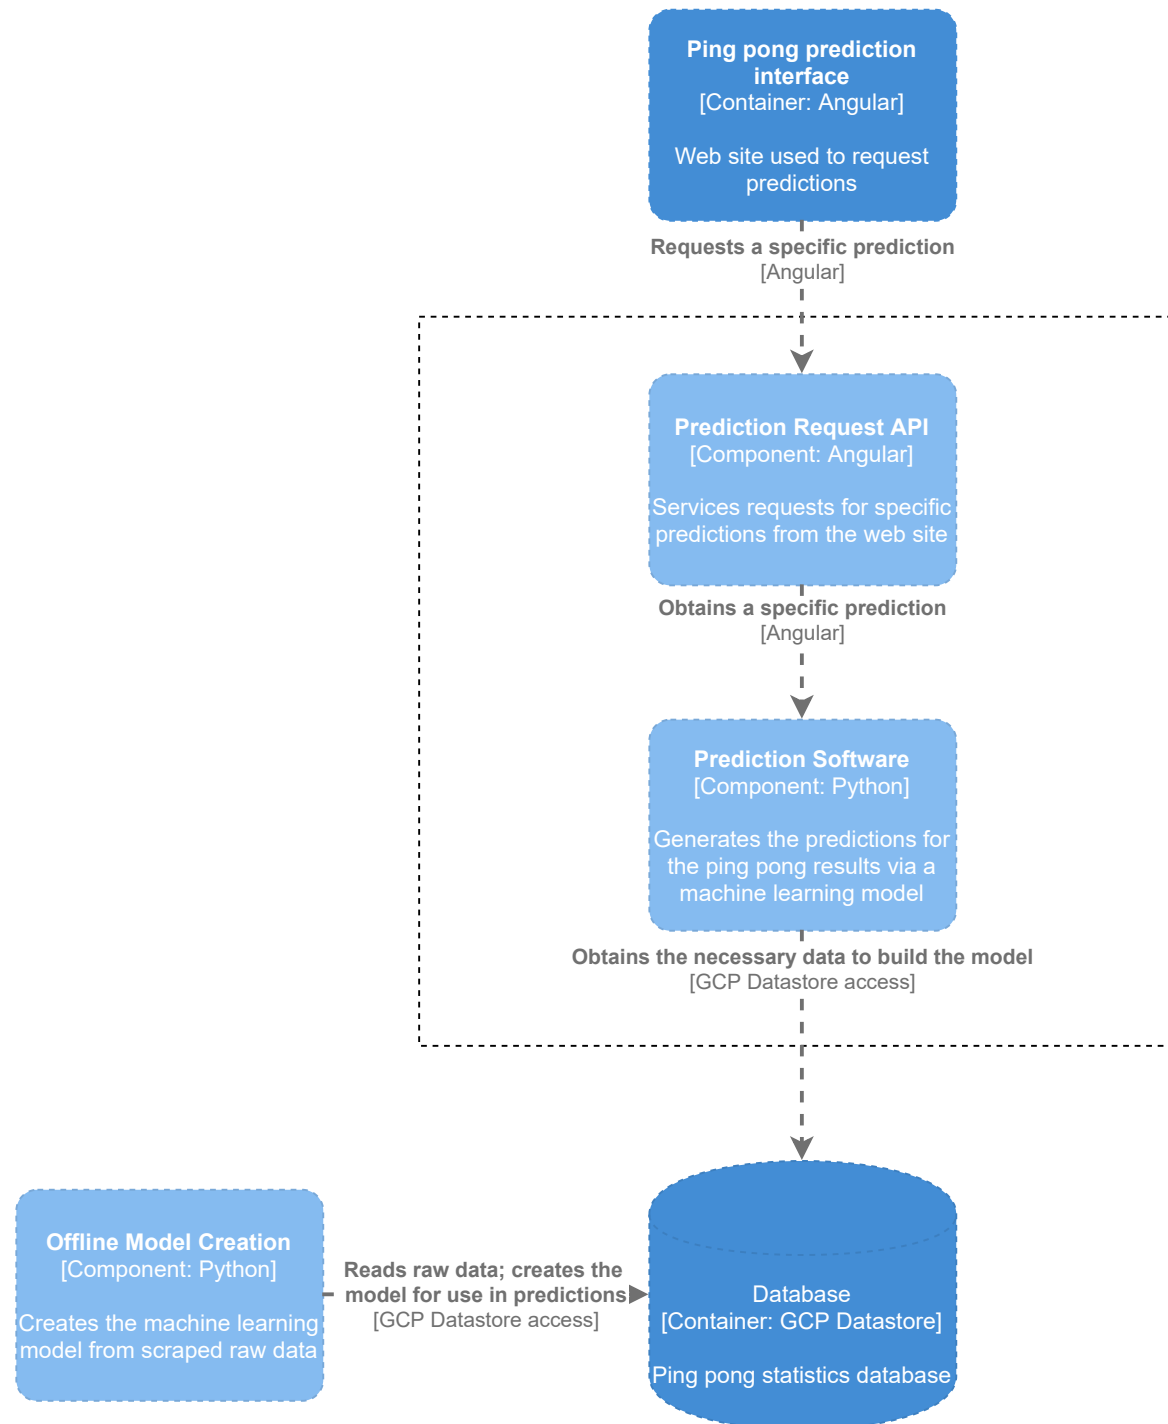 Ping pong prediction
interface
[Container: Angular]
Web site used to request
predictions
Requests a specific prediction
[Angular]
Prediction Request API
[Component: Angular]
Services requests for specific
predictions from the web site
Obtains a specific prediction
[Angular]
Prediction Software
[Component: Python]
Generates the predictions for
the ping pong results via a
machine learning model
Obtains the necessary data to build the model
[GCP Datastore access]
Offline Model Creation
[Component: Python]
Creates the machine learning
model from scraped raw data
Reads raw data; creates the
model for use in predictions
[GCP Datastore access]
Database
[Container: GCP Datastore]
Ping pong statistics database